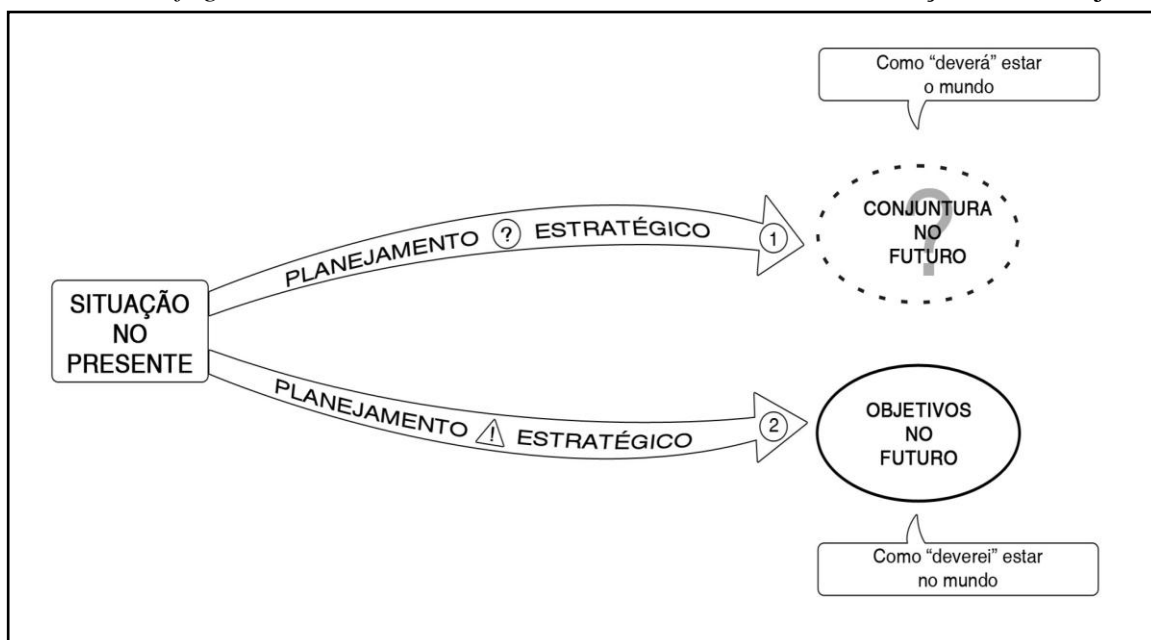 Como “deverá” estar
o mundo
?
CONJUNTURA
NO
FUTURO
PLANEJAMENTO ? ESTRATÉGICO
1
SITUAÇÃO
NO
PRESENTE
PLANEJAMENTO ! ESTRATÉGICO
2
OBJETIVOS
NO
FUTURO
Como “deverei” estar
no mundo